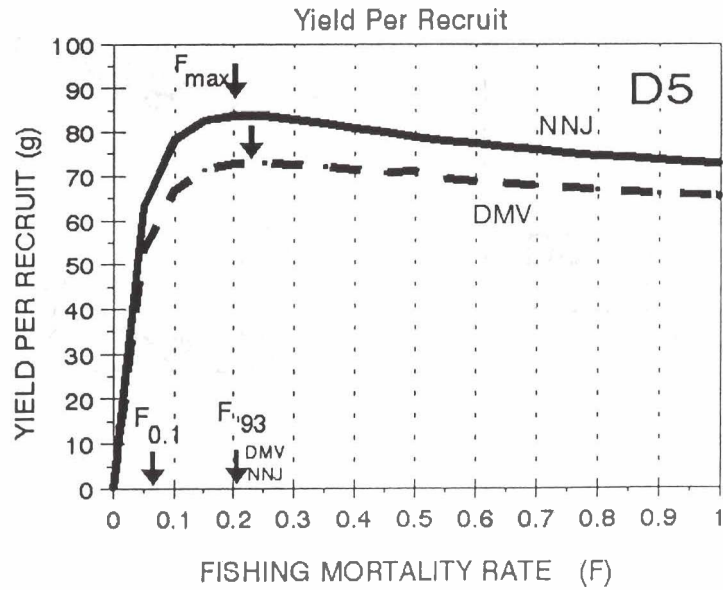 Yield Per Recruit
100
90
80
70
60
50
40
30
20
10
0
YIELD PER RECRUIT (g)
Fmax
D5
NNJ
DMV
F0.1
F'93
DMV
NNJ
0 0.1 0.2 0.3 0.4 0.5 0.6 0.7 0.8 0.9 1
FISHING MORTALITY RATE (F)